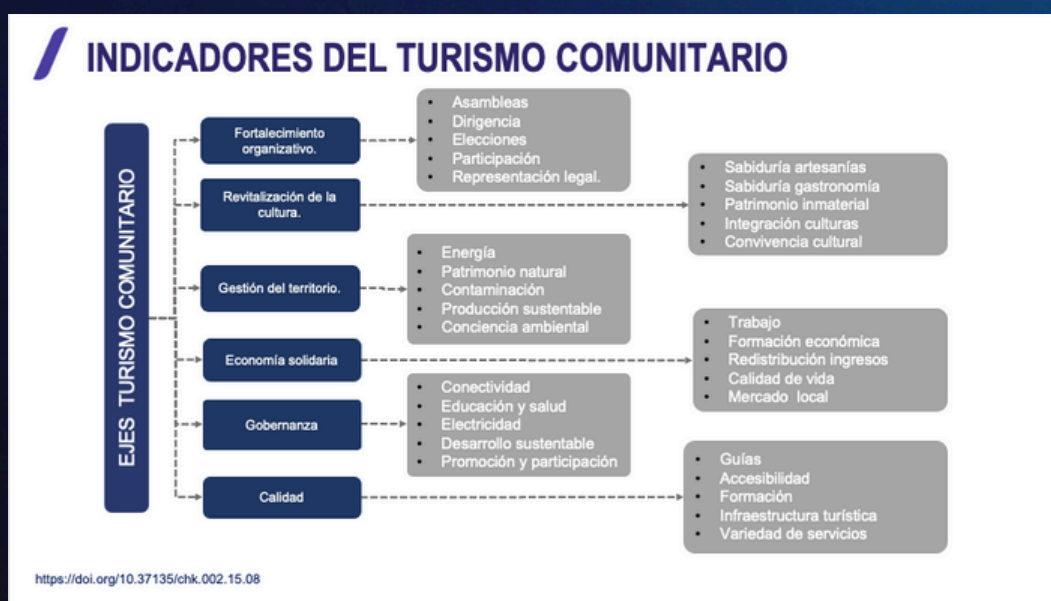 INDICADORES DEL TURISMO COMUNITARIO
EJES TURISMO COMUNITARIO
Fortalecimiento
organizativo.
• Asambleas
• Dirigencia
• Elecciones
• Participación
• Representación legal.
Revitalización de la
cultura.
• Sabiduría artesanías
• Sabiduría gastronomía
• Patrimonio inmaterial
• Integración culturas
• Convivencia cultural
Gestión del territorio.
• Energía
• Patrimonio natural
• Contaminación
• Producción sustentable
• Conciencia ambiental
Economía solidaria
• Trabajo
• Formación económica
• Redistribución ingresos
• Calidad de vida
• Mercado local
Gobernanza
• Conectividad
• Educación y salud
• Electricidad
• Desarrollo sustentable
• Promoción y participación
Calidad
• Guías
• Accesibilidad
• Formación
• Infraestructura turística
• Variedad de servicios
https://doi.org/10.37135/chk.002.15.08